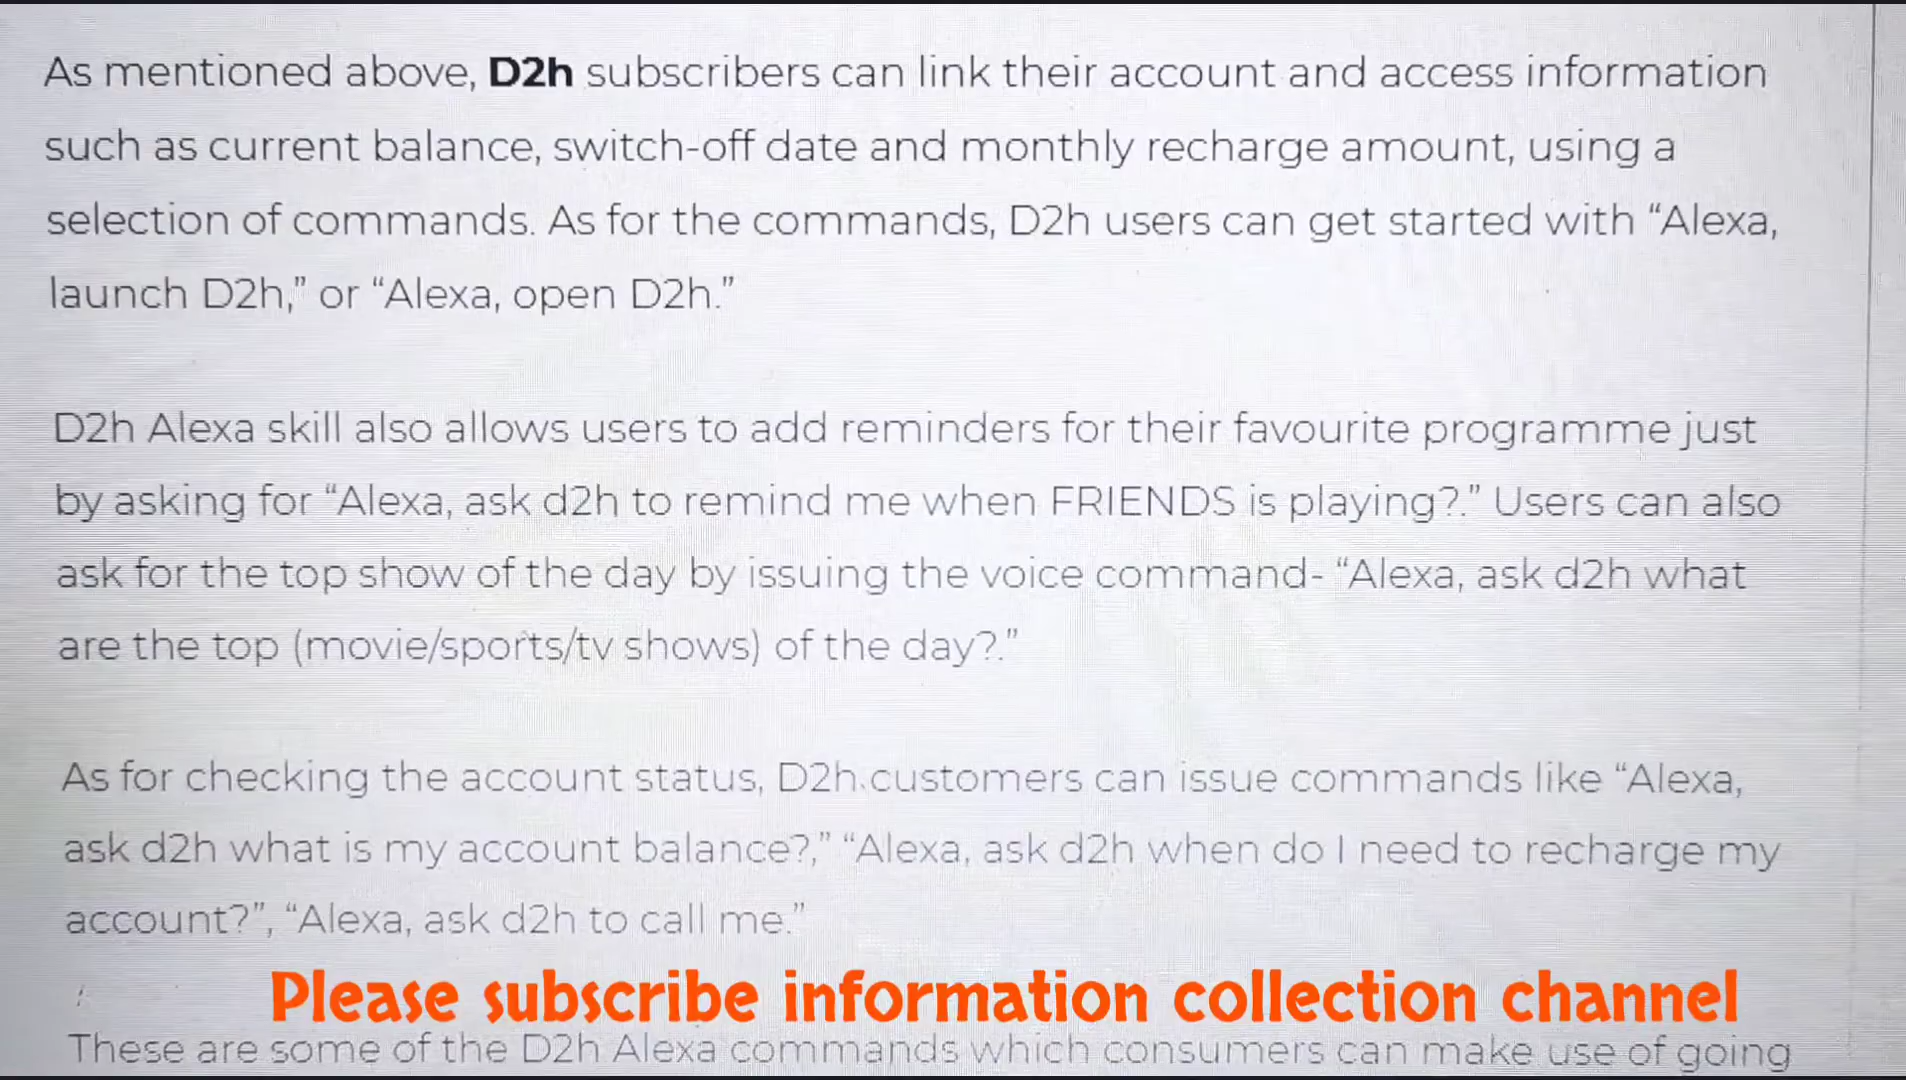 As mentioned above, D2h subscribers can link their account and access information
such as current balance, switch-off date and monthly recharge amount, using a
selection of commands. As for the commands, D2h users can get started with “Alexa,
launch D2h,” or “Alexa, open D2h.”
D2h Alexa skill also allows users to add reminders for their favourite programme just
by asking for “Alexa, ask d2h to remind me when FRIENDS is playing?.” Users can also
ask for the top show of the day by issuing the voice command- “Alexa, ask d2h what
are the top (movie/sports/tv shows) of the day?.”
As for checking the account status, D2h customers can issue commands like “Alexa,
ask d2h what is my account balance?,” “Alexa, ask d2h when do I need to recharge my
account?”, “Alexa, ask d2h to call me.”
Please subscribe information collection channel
These are some of the D2h Alexa commands which consumers can make use of going